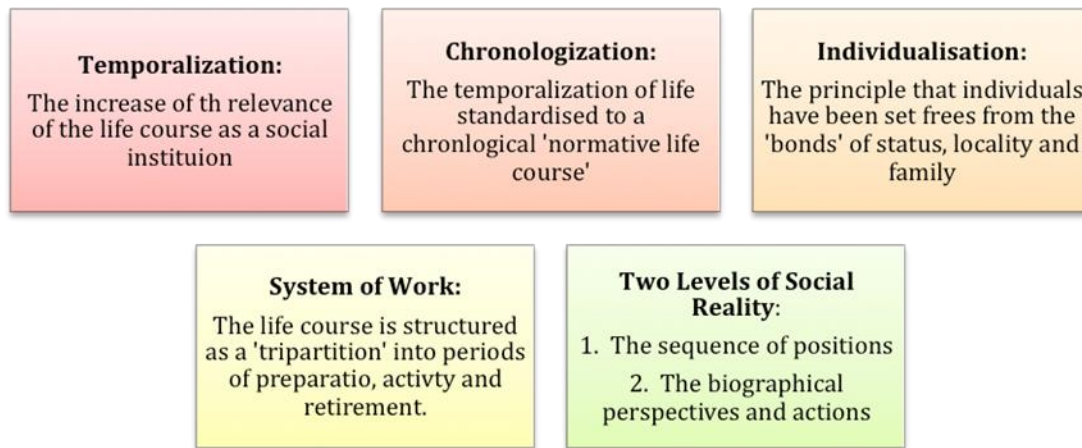 Temporalization:
The increase of th relevance
of the life course as a social
instituion
Chronologization:
The temporalization of life
standardised to a
chronlogical 'normative life
course'
Individualisation:
The principle that individuals
have been set frees from the
'bonds' of status, locality and
family
System of Work:
The life course is structured
as a 'tripartition' into periods
of preparatio, activty and
retirement.
Two Levels of Social
Reality:
1. The sequence of positions
2. The biographical
perspectives and actions